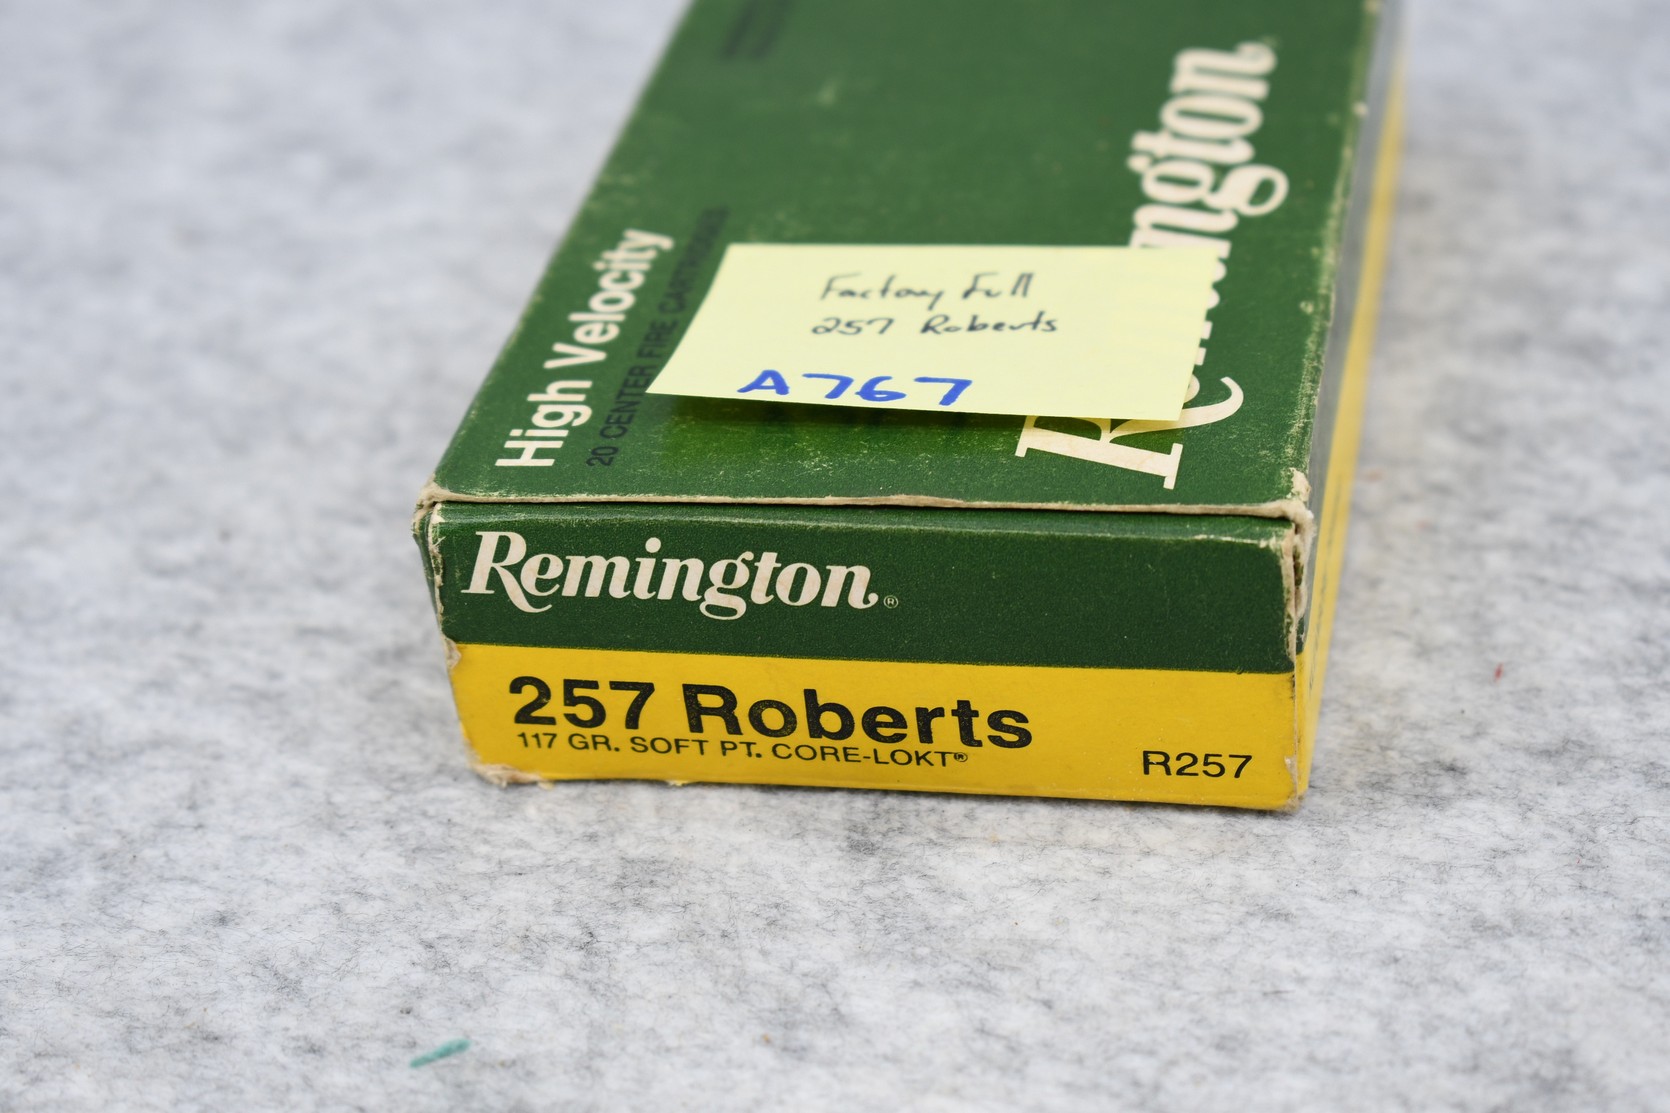 High Velocity
20 CENTER FIRE CARTRIDGES
Remington
Factory Full
257 Roberts
A767
Remington®
257 Roberts
117 GR. SOFT PT. CORE-LOKT®
R257